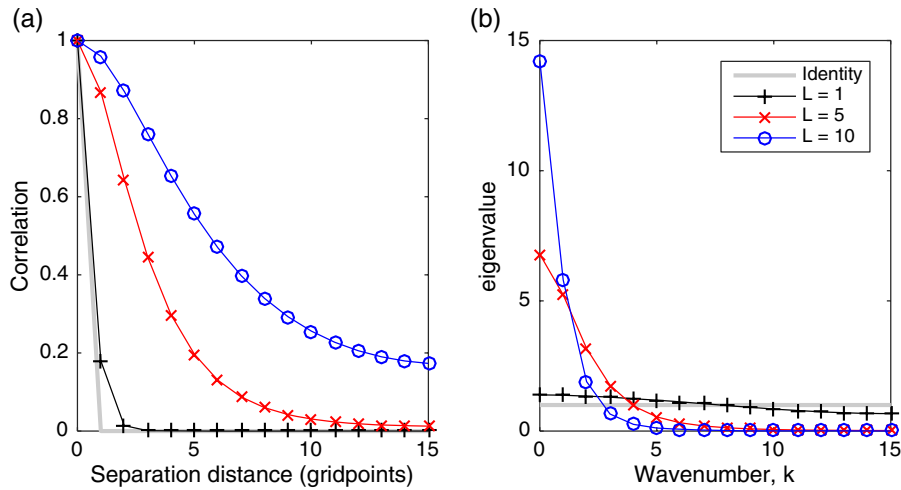 (a)
1
0.8
0.6
0.4
0.2
0
0 5 10 15
Correlation
Separation distance (gridpoints)
(b)
15
10
5
0
0 5 10 15
eigenvalue
Wavenumber, k
Identity
L = 1
L = 5
L = 10